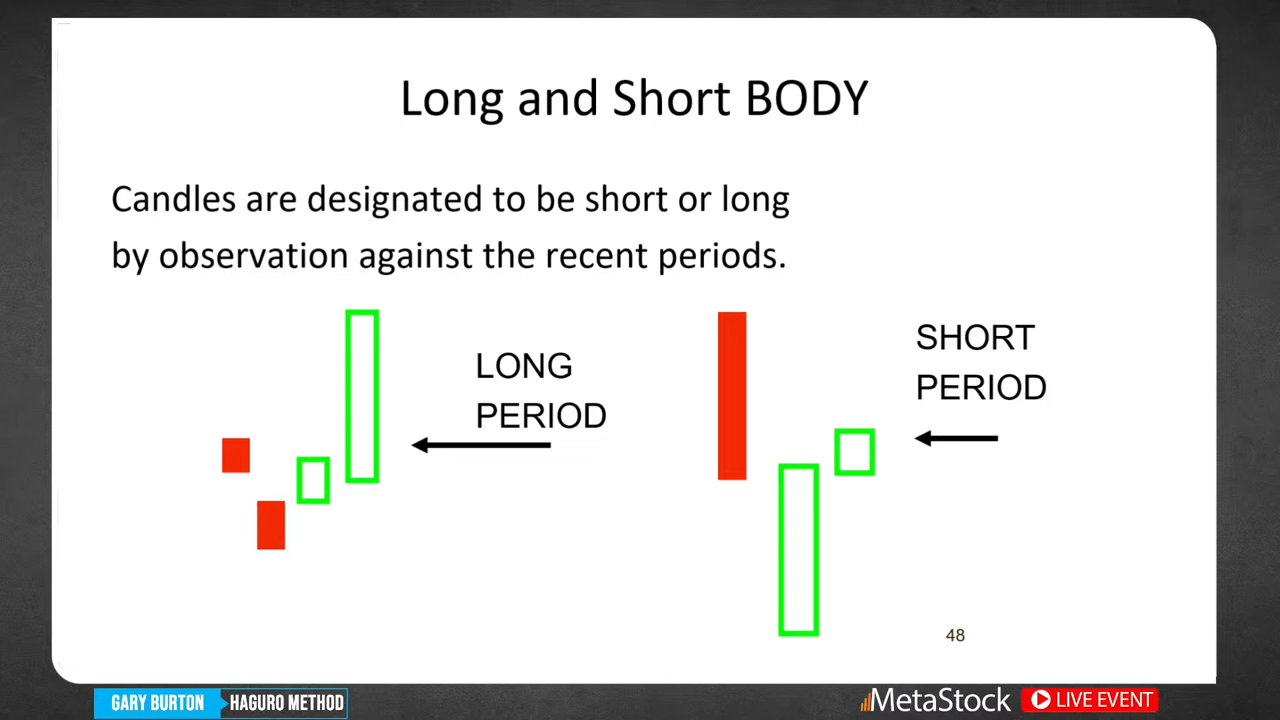 Long and Short BODY
Candles are designated to be short or long
by observation against the recent periods.
LONG
PERIOD
SHORT
PERIOD
48
GARY BURTON
HAGURO METHOD
MetaStock
LIVE EVENT